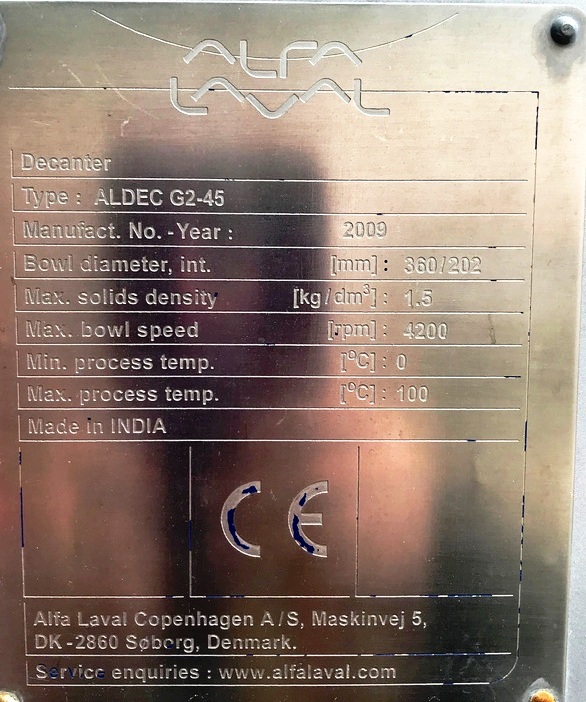 ALFA
LAVAL
Decanter
Type : ALDEC G2-45
Manufact. No. -Year : 2009
Bowl diameter, int. [mm] : 360/202
Max. solids density [kg/dm³] : 1.5
Max. bowl speed [rpm] : 4200
Min. process temp. [°C] : 0
Max. process temp. [°C] : 100
Made in INDIA
CE
Alfa Laval Copenhagen A/S, Maskinvej 5,
DK-2860 Søborg, Denmark.
Service enquiries : www.alfalaval.com